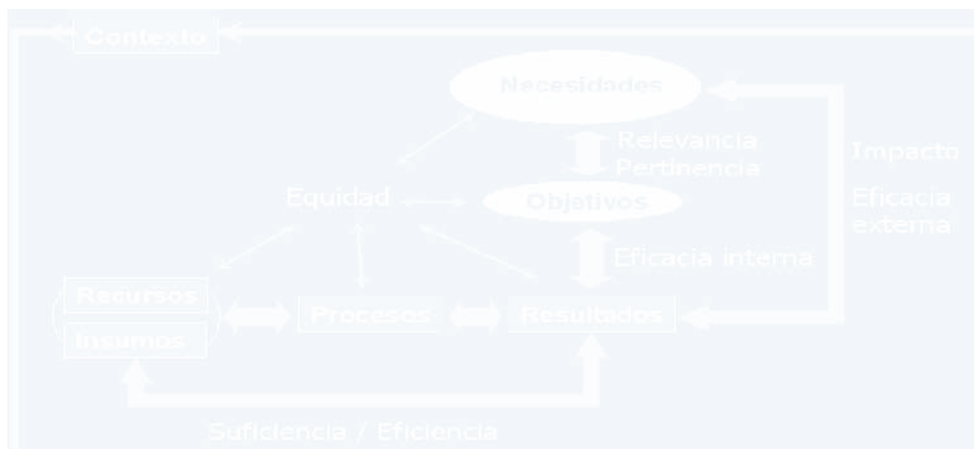 Contexto
Necesidades
Relevancia
Pertinencia
Impacto
Equidad
Objetivos
Eficacia
externa
Eficacia interna
Recursos
Procesos
Resultados
Insumos
Suficiencia / Eficiencia